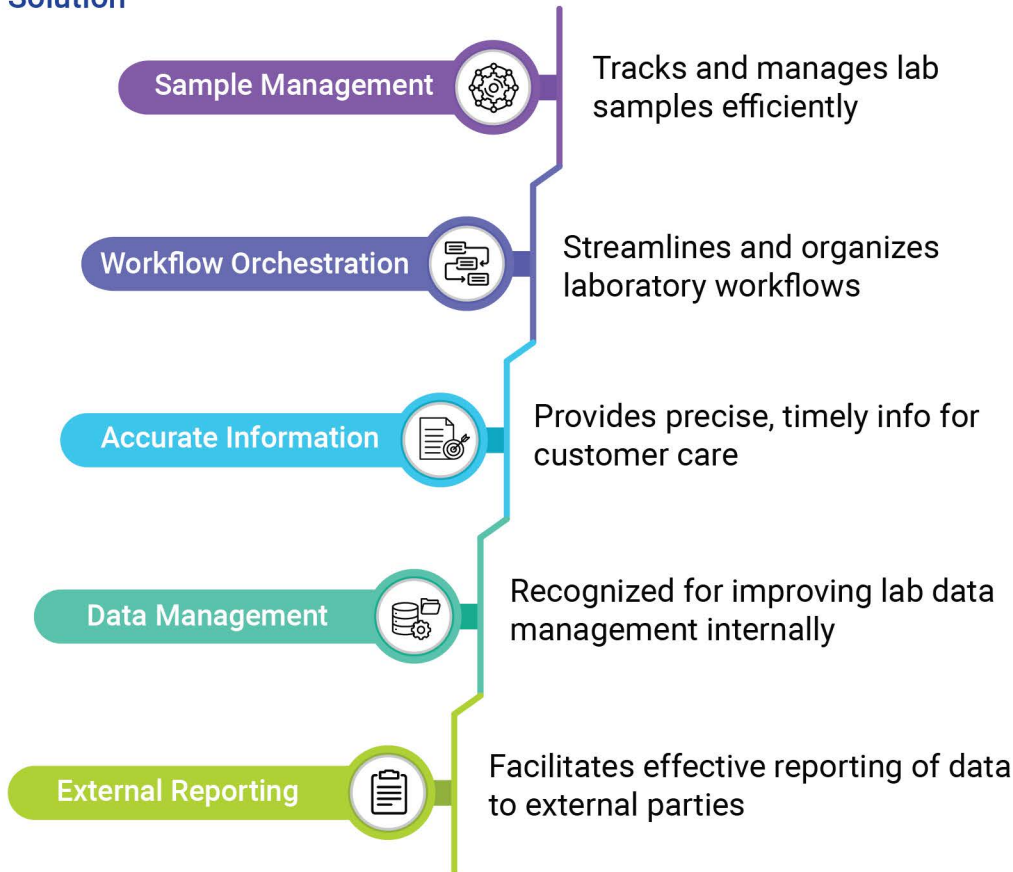 Solution
Sample Management
Tracks and manages lab
samples efficiently
Workflow Orchestration
Streamlines and organizes
laboratory workflows
Accurate Information
Provides precise, timely info for
customer care
Data Management
Recognized for improving lab data
management internally
External Reporting
Facilitates effective reporting of data
to external parties